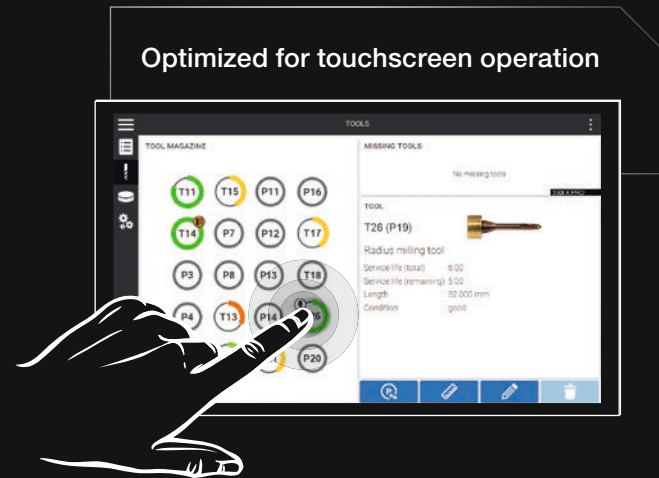 Optimized for touchscreen operation
TOOLS
TOOL MAGAZINE
MISSING TOOLS
No missing tools
T11 T15 P11 P16
TOOL
T14 P7 P12 T17
T26 (P19)
Radius milling tool
P3 P8 P13 T18
Service life (total) 6:00
Service life (remaining) 5:00
Length 32.000 mm
Condition good
P4 T13 P14
P20